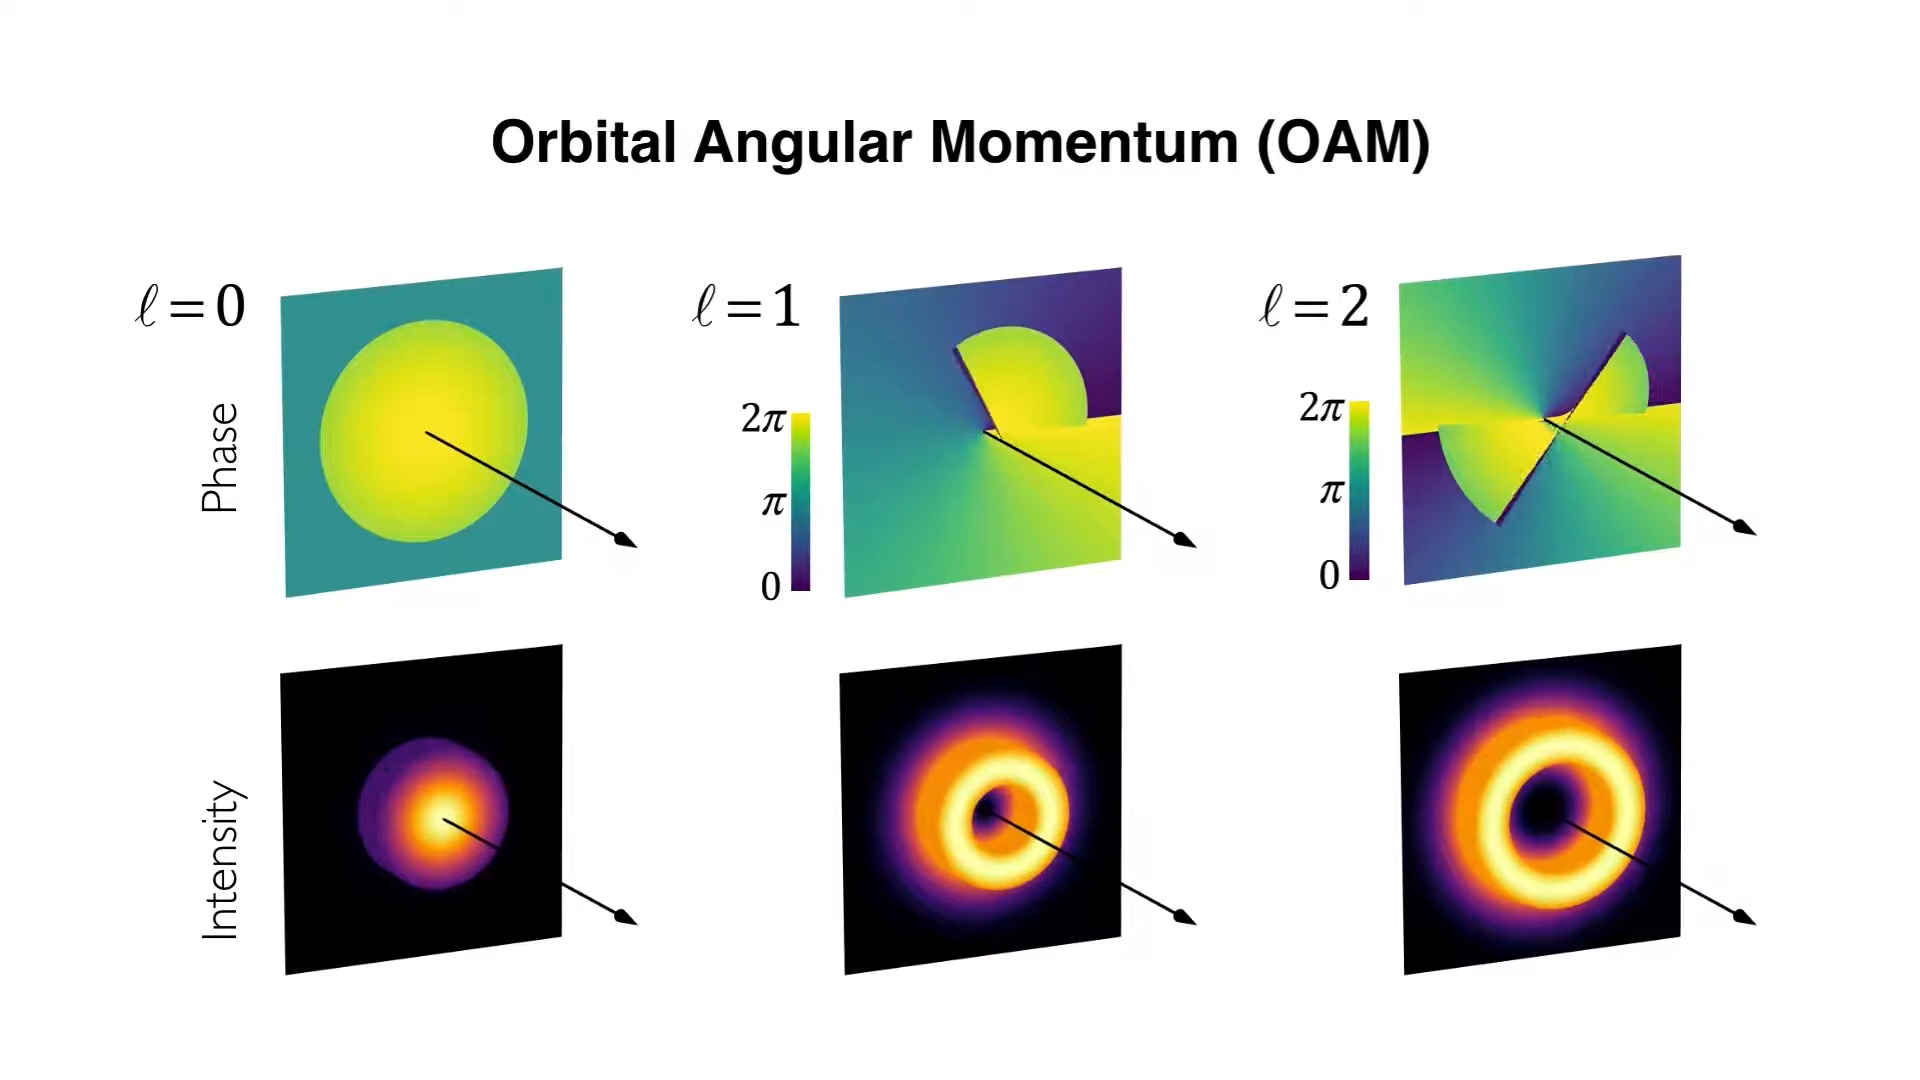 Orbital Angular Momentum (OAM)
ℓ = 0
ℓ = 1
ℓ = 2
Phase
2π
π
0
2π
π
0
Intensity